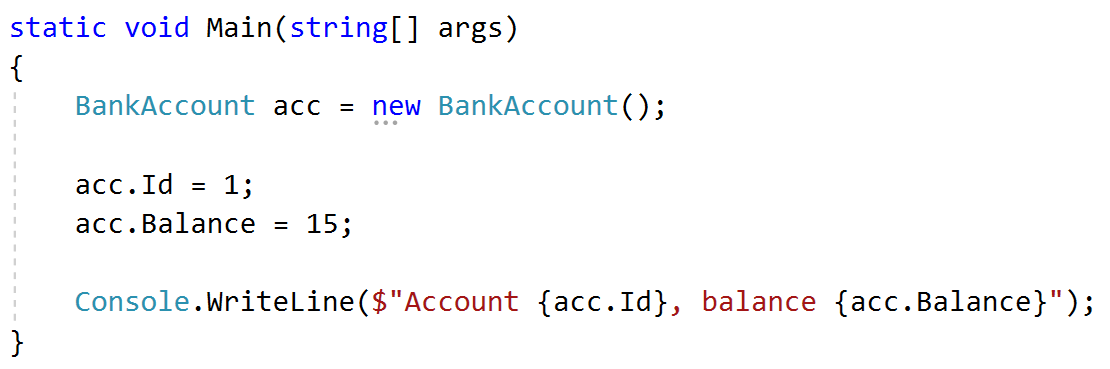 static void Main(string[] args)
{
    BankAccount acc = new BankAccount();

    acc.Id = 1;
    acc.Balance = 15;

    Console.WriteLine($"Account {acc.Id}, balance {acc.Balance}");
}